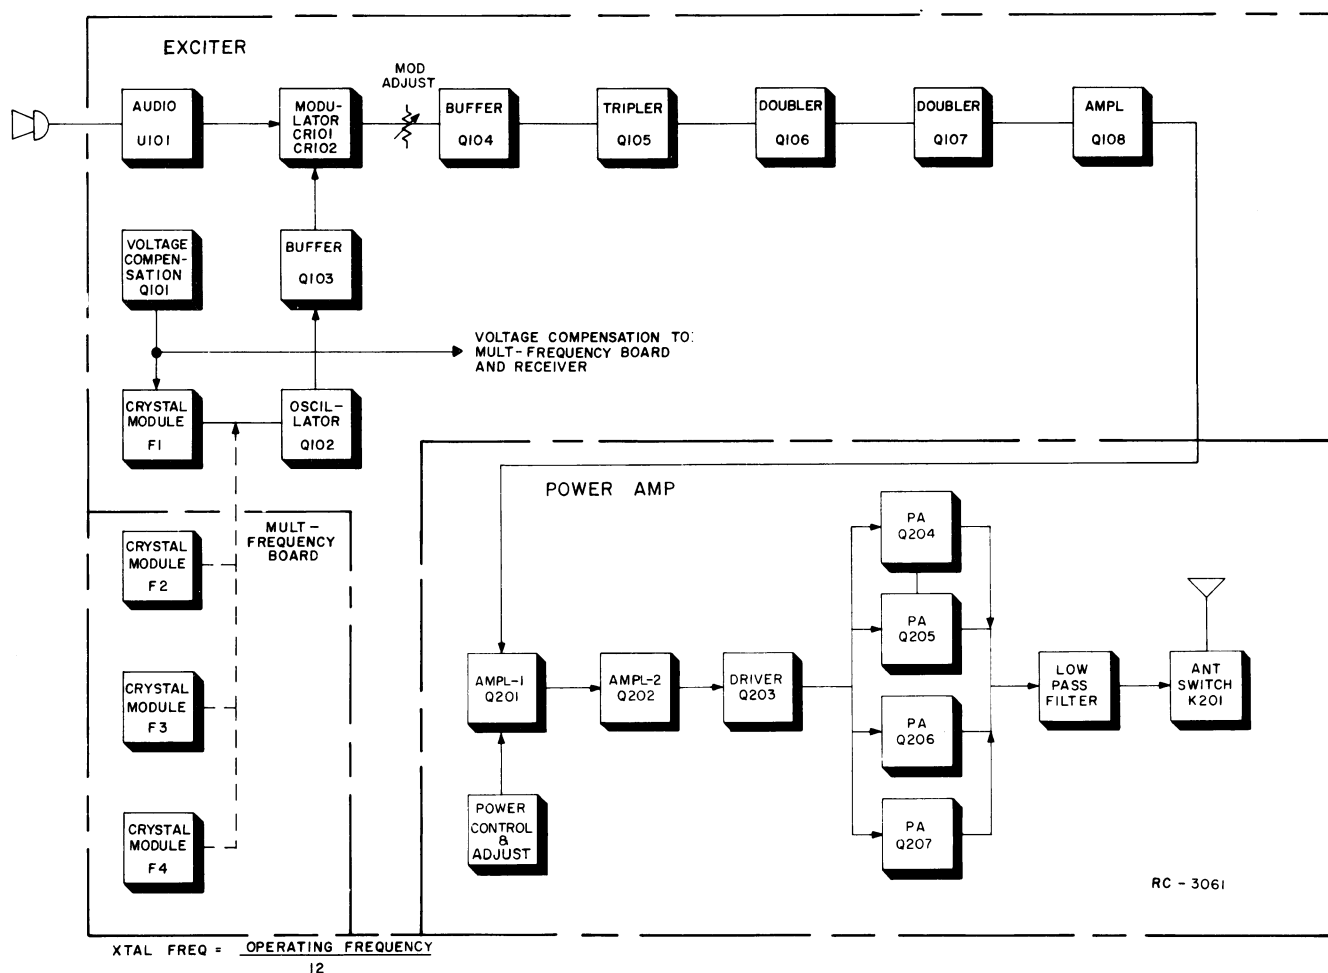 EXCITER
MOD
ADJUST
AUDIO
U101
MODU-
LATOR
CR101
CR102
BUFFER
Q104
TRIPLER
Q105
DOUBLER
Q106
DOUBLER
Q107
AMPL
Q108
VOLTAGE
COMPEN-
SATION
Q101
BUFFER
Q103
VOLTAGE COMPENSATION TO
MULT-FREQUENCY BOARD
AND RECEIVER
CRYSTAL
MODULE
F1
OSCIL-
LATOR
Q102
MULT-
FREQUENCY
BOARD
CRYSTAL
MODULE
F2
CRYSTAL
MODULE
F3
CRYSTAL
MODULE
F4
POWER AMP
PA
Q204
PA
Q205
PA
Q206
PA
Q207
AMPL-1
Q201
AMPL-2
Q202
DRIVER
Q203
LOW
PASS
FILTER
ANT
SWITCH
K201
POWER
CONTROL
&
ADJUST
RC-3061
XTAL FREQ = OPERATING FREQUENCY
12